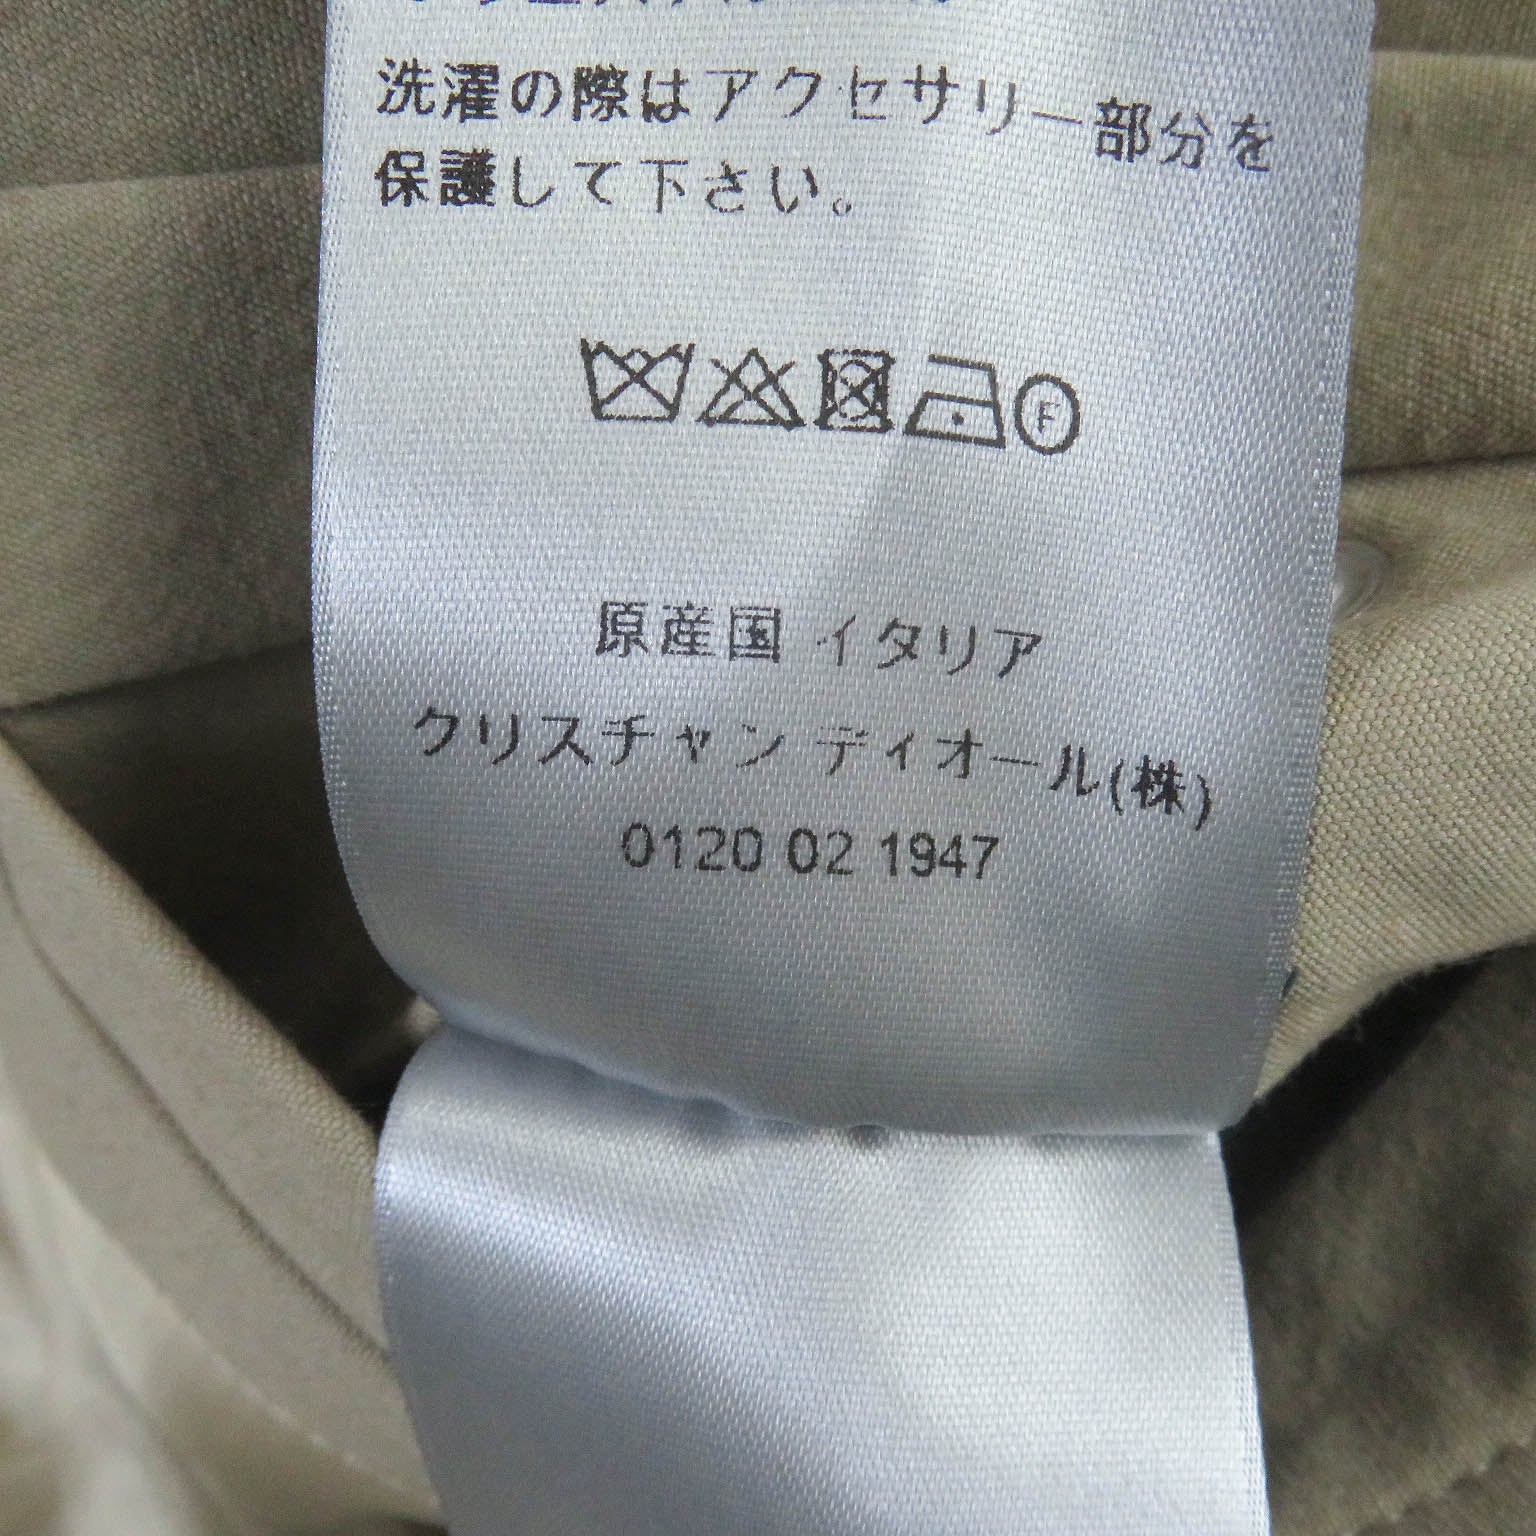 洗濯の際はアクセサリー部分を
保護して下さい。
F
原産国 イタリア
クリスチャン ディオール(株)
0120 02 1947